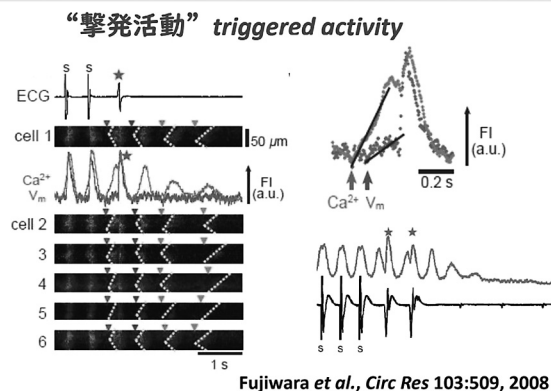 “撃発活動” triggered activity
s s ★
ECG
cell 1
50 µm
★
Ca²⁺
Vₘ
FI
(a.u.)
cell 2
3
4
5
6
1 s
FI
(a.u.)
0.2 s
Ca²⁺ Vₘ
★ ★
s s s
Fujiwara et al., Circ Res 103:509, 2008